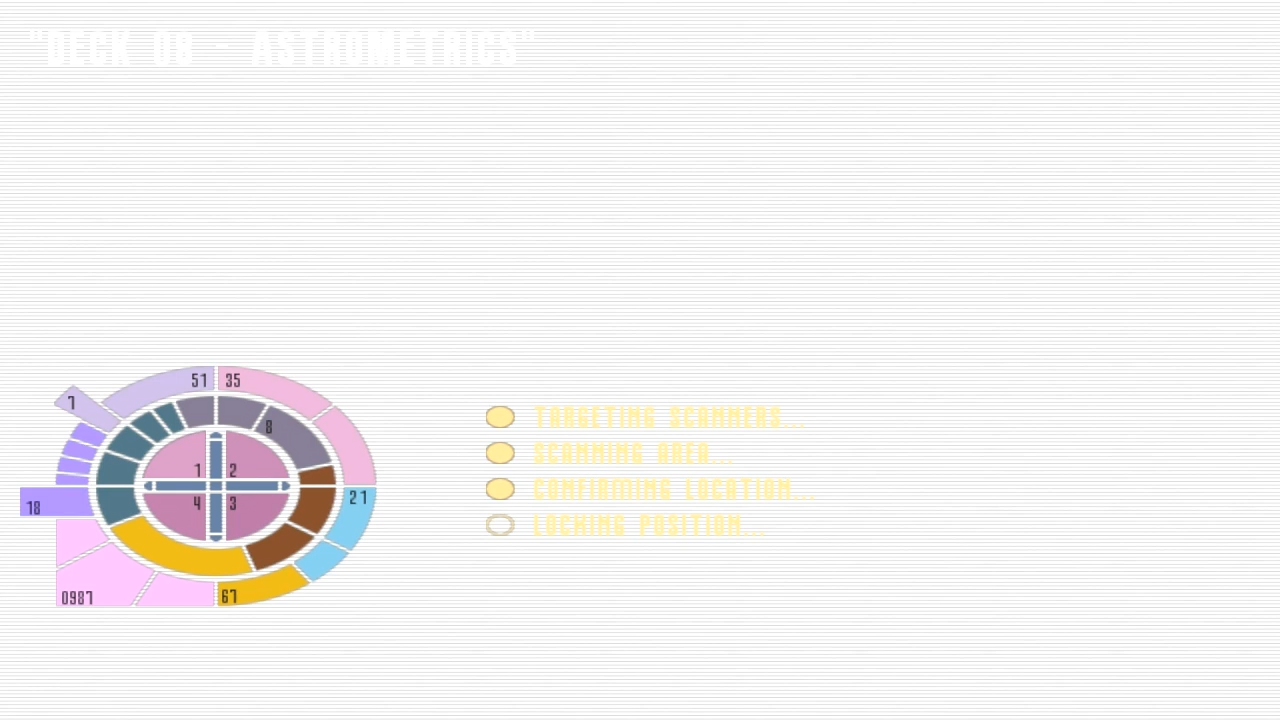 "DECK 08 - ASTROMETRICS"
51 35
7
8
1 2
18
4 3
21
0987
67
TARGETING SCANNERS...
SCANNING AREA...
CONFIRMING LOCATION...
LOCKING POSITION...